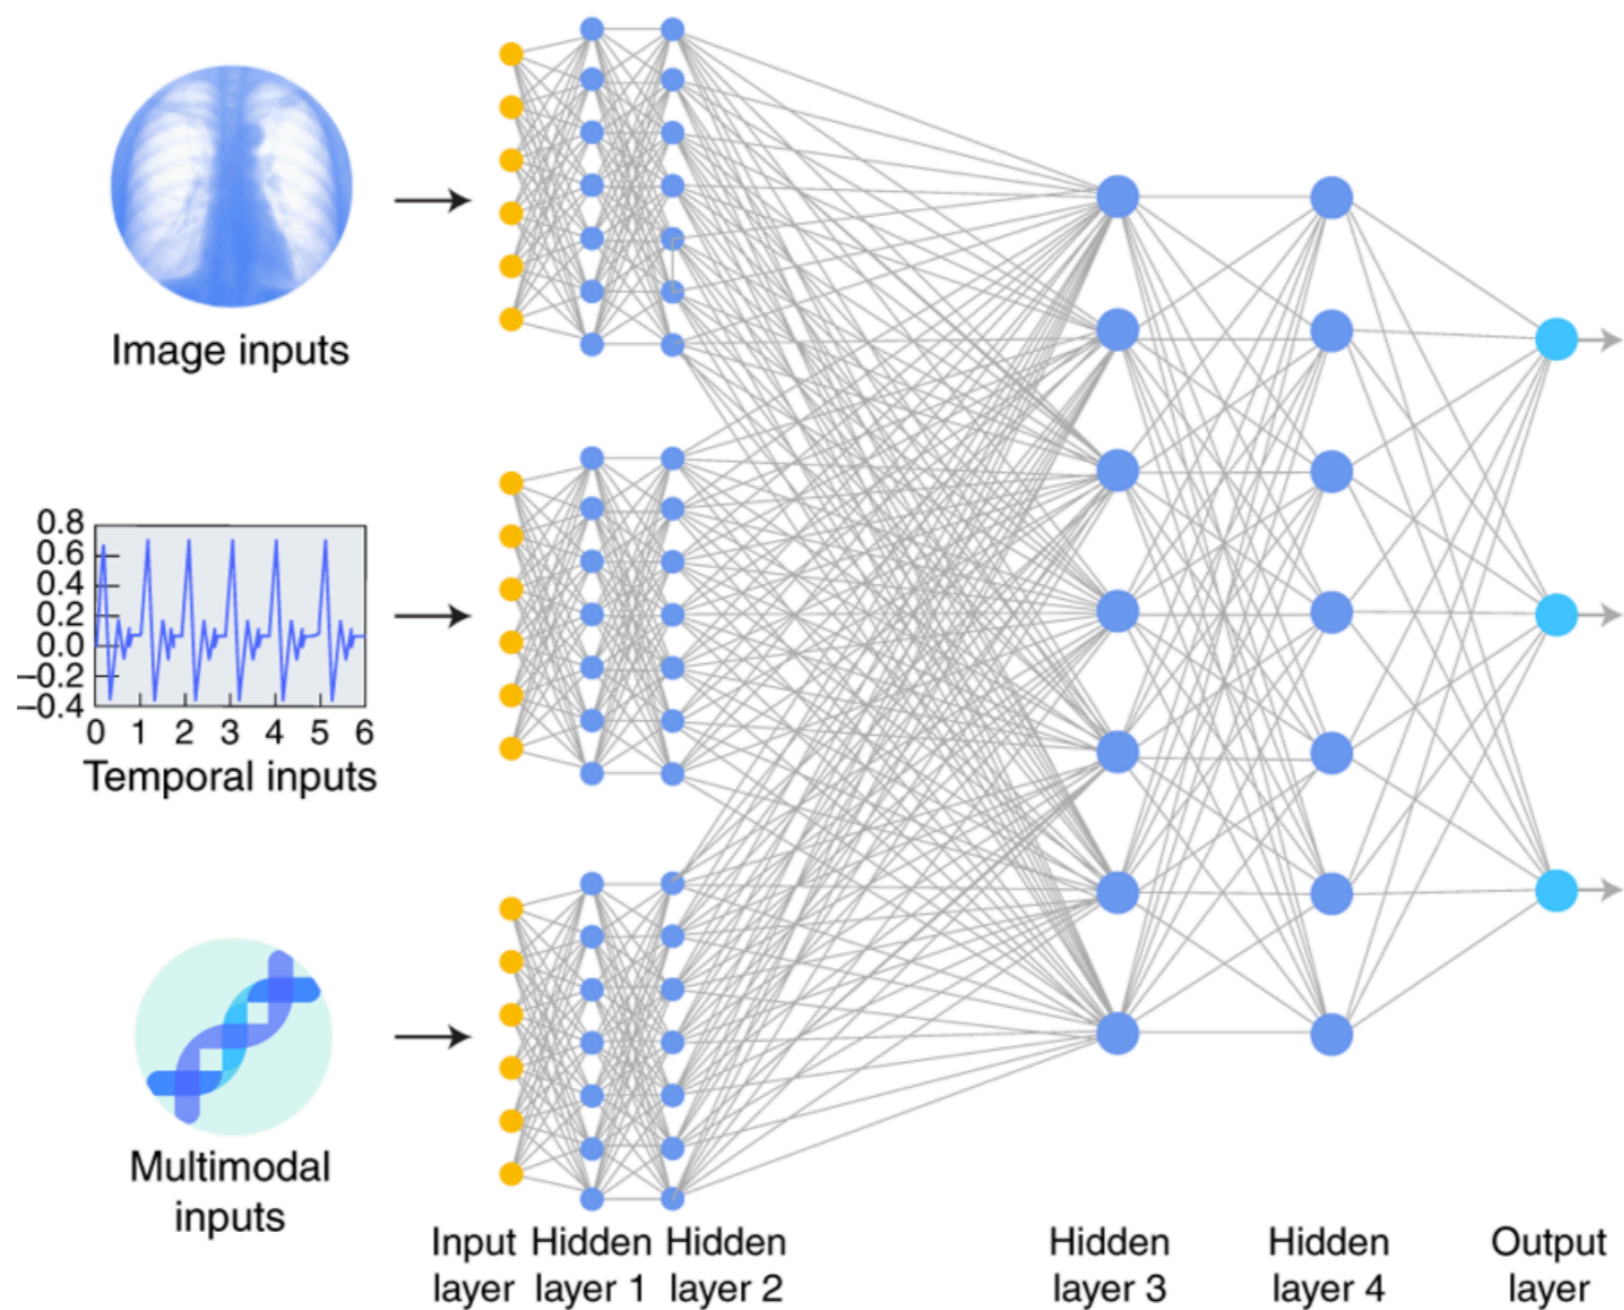 Image inputs
0.8
0.6
0.4
0.2
0.0
–0.2
–0.4
0 1 2 3 4 5 6
Temporal inputs
Multimodal
inputs
Input Hidden Hidden Hidden Hidden Output
layer layer 1 layer 2 layer 3 layer 4 layer